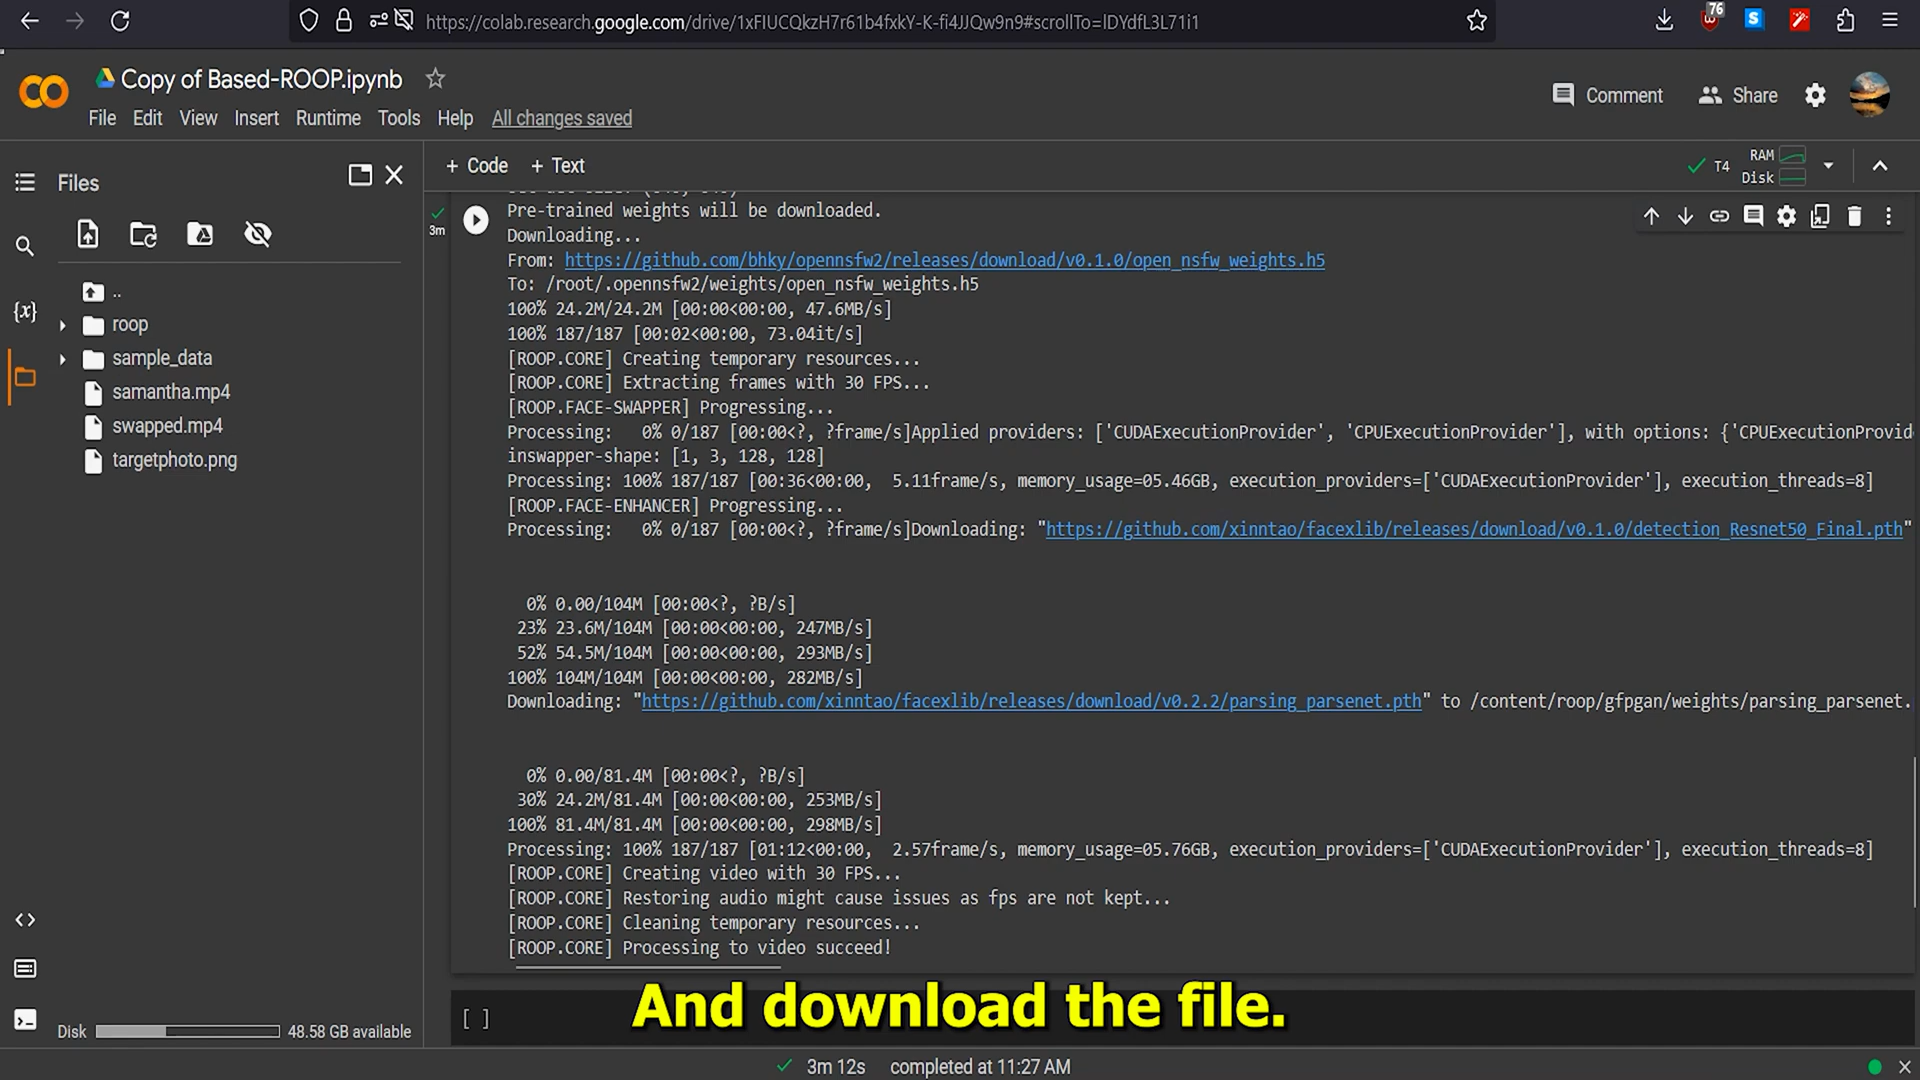 https://colab.research.google.com/drive/1xFIUCQkzH7r61b4fxkY-K-fi4JJQw9n9#scrollTo=lDYdfL3L71i1
76
S
CO
Copy of Based-ROOP.ipynb
Comment
Share
File Edit View Insert Runtime Tools Help All changes saved
Files
+ Code + Text
T4
RAM
Disk
3m
Pre-trained weights will be downloaded.
Downloading...
From: https://github.com/bhky/opennsfw2/releases/download/v0.1.0/open_nsfw_weights.h5
To: /root/.opennsfw2/weights/open_nsfw_weights.h5
100% 24.2M/24.2M [00:00<00:00, 47.6MB/s]
100% 187/187 [00:02<00:00, 73.04it/s]
[ROOP.CORE] Creating temporary resources...
[ROOP.CORE] Extracting frames with 30 FPS...
[ROOP.FACE-SWAPPER] Progressing...
Processing:   0% 0/187 [00:00<?, ?frame/s]Applied providers: ['CUDAExecutionProvider', 'CPUExecutionProvider'], with options: {'CPUExecutionProvid
inswapper-shape: [1, 3, 128, 128]
Processing: 100% 187/187 [00:36<00:00,  5.11frame/s, memory_usage=05.46GB, execution_providers=['CUDAExecutionProvider'], execution_threads=8]
[ROOP.FACE-ENHANCER] Progressing...
Processing:   0% 0/187 [00:00<?, ?frame/s]Downloading: "https://github.com/xinntao/facexlib/releases/download/v0.1.0/detection_Resnet50_Final.pth"
0% 0.00/104M [00:00<?, ?B/s]
23% 23.6M/104M [00:00<00:00, 247MB/s]
52% 54.5M/104M [00:00<00:00, 293MB/s]
100% 104M/104M [00:00<00:00, 282MB/s]
Downloading: "https://github.com/xinntao/facexlib/releases/download/v0.2.2/parsing_parsenet.pth" to /content/roop/gfpgan/weights/parsing_parsenet.
0% 0.00/81.4M [00:00<?, ?B/s]
30% 24.2M/81.4M [00:00<00:00, 253MB/s]
100% 81.4M/81.4M [00:00<00:00, 298MB/s]
Processing: 100% 187/187 [01:12<00:00,  2.57frame/s, memory_usage=05.76GB, execution_providers=['CUDAExecutionProvider'], execution_threads=8]
[ROOP.CORE] Creating video with 30 FPS...
[ROOP.CORE] Restoring audio might cause issues as fps are not kept...
[ROOP.CORE] Cleaning temporary resources...
[ROOP.CORE] Processing to video succeed!
..
roop
sample_data
samantha.mp4
swapped.mp4
targetphoto.png
{x}
Disk 48.58 GB available
[ ]
And download the file.
3m 12s completed at 11:27 AM